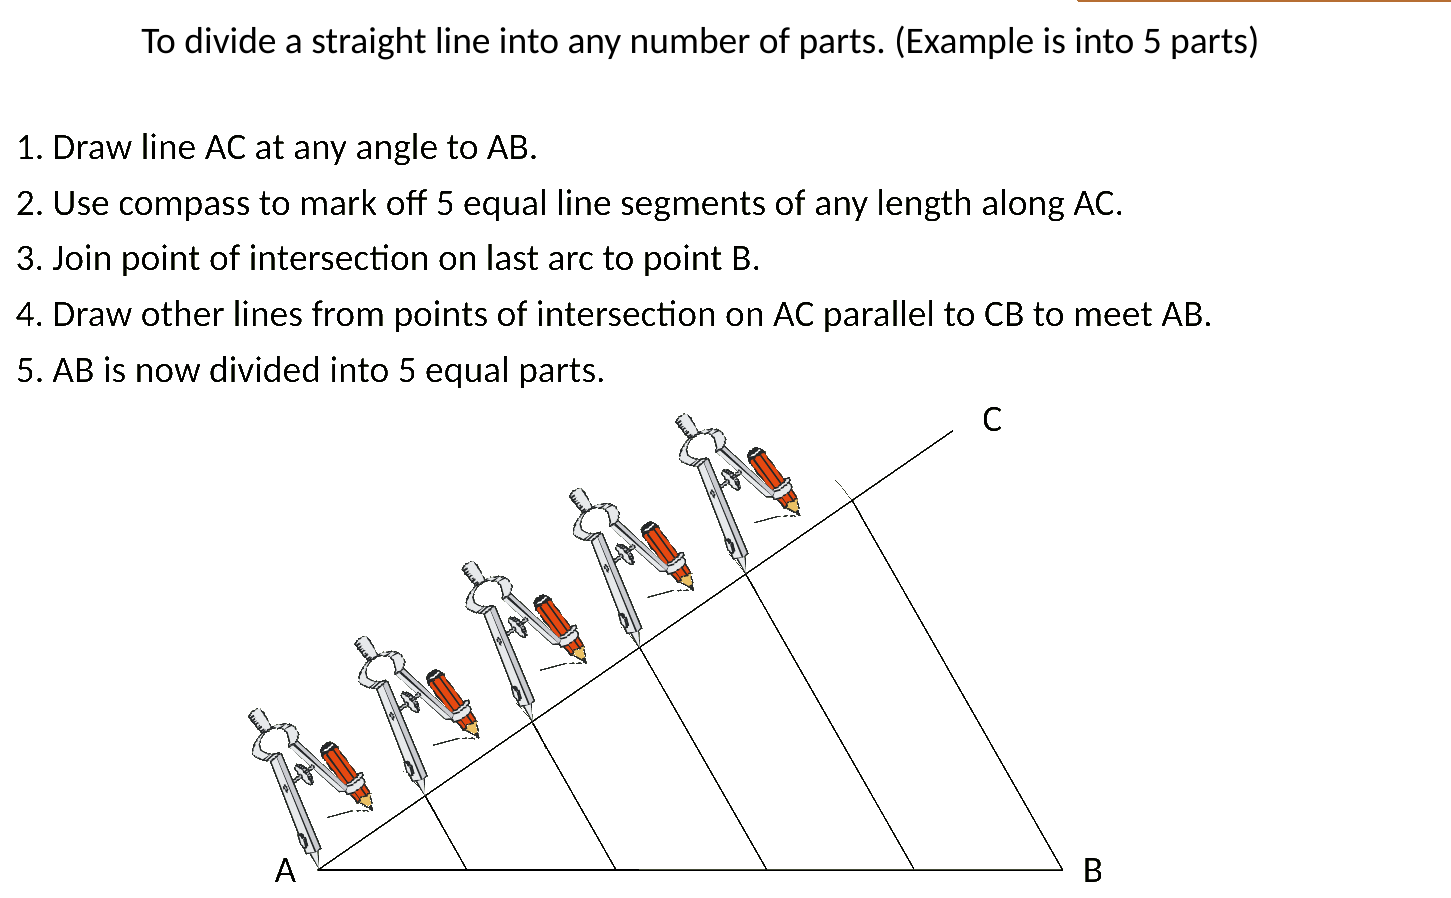 To divide a straight line into any number of parts. (Example is into 5 parts)
1. Draw line AC at any angle to AB.
2. Use compass to mark off 5 equal line segments of any length along AC.
3. Join point of intersection on last arc to point B.
4. Draw other lines from points of intersection on AC parallel to CB to meet AB.
5. AB is now divided into 5 equal parts.
C
A
B